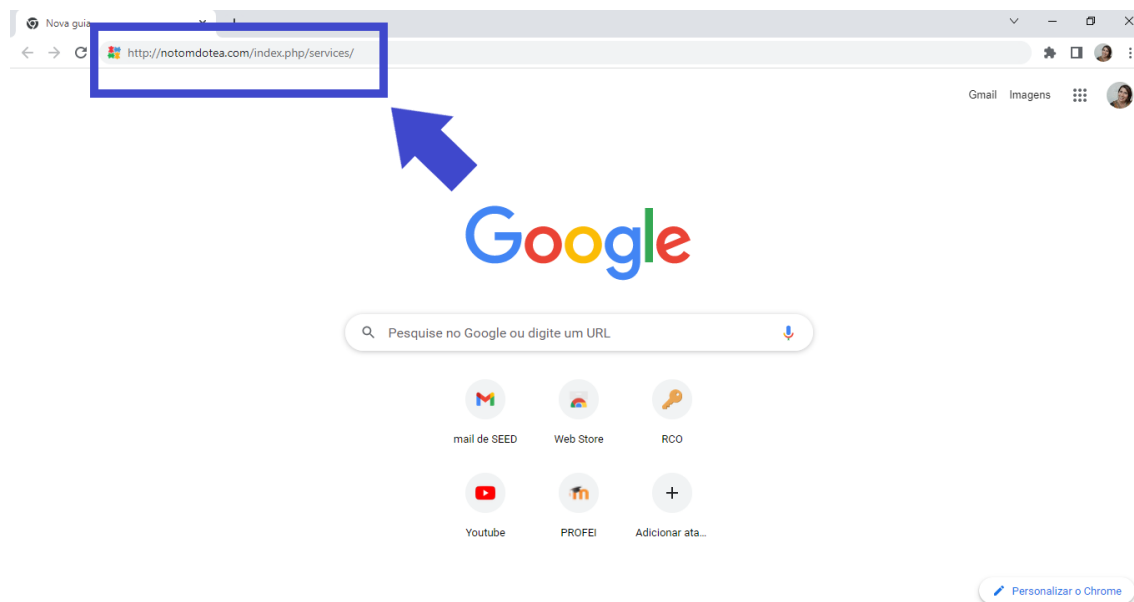 Nova guia
http://notomdotea.com/index.php/services/
Gmail Imagens
Google
Pesquise no Google ou digite um URL
mail de SEED Web Store RCO
Youtube PROFEI Adicionar ata...
Personalizar o Chrome